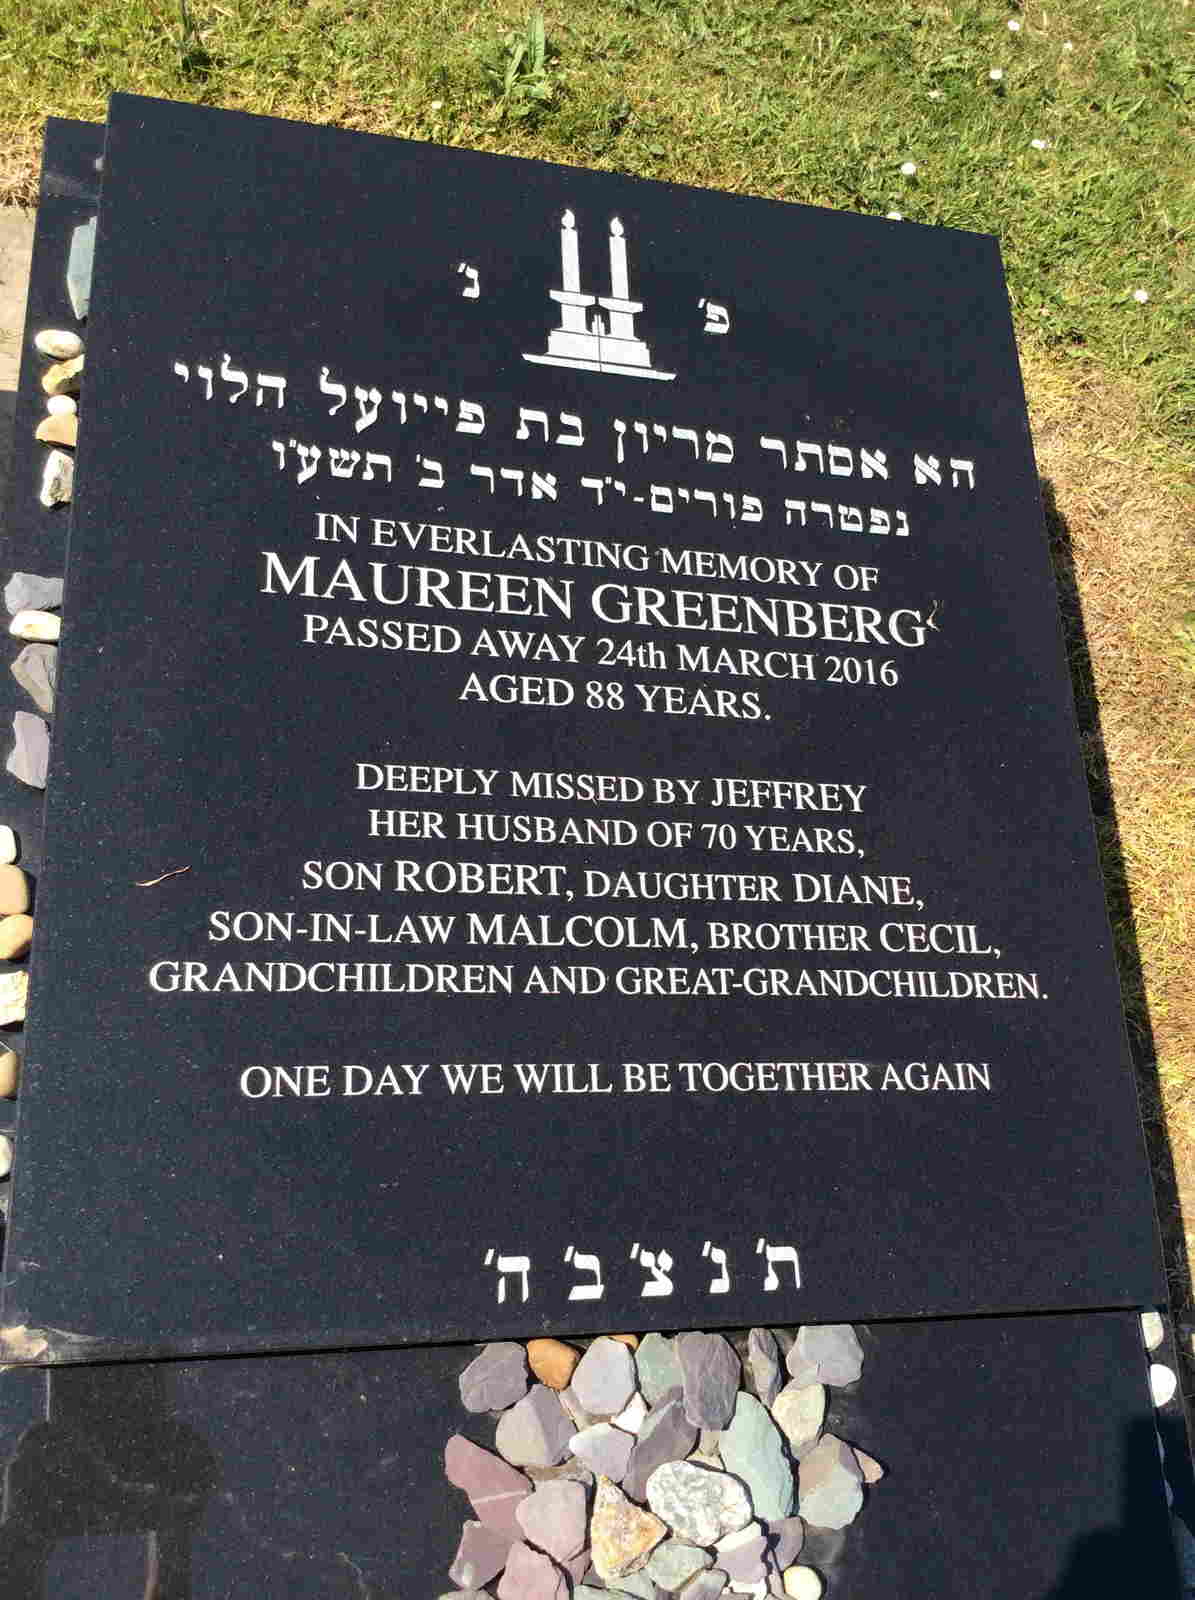 פ' נ'
הא אסתר מריון בת פייועל הלוי
נפטרה פורים-י"ד אדר ב' תשע"ו
IN EVERLASTING MEMORY OF
MAUREEN GREENBERG
PASSED AWAY 24th MARCH 2016
AGED 88 YEARS.
DEEPLY MISSED BY JEFFREY
HER HUSBAND OF 70 YEARS,
SON ROBERT, DAUGHTER DIANE,
SON-IN-LAW MALCOLM, BROTHER CECIL,
GRANDCHILDREN AND GREAT-GRANDCHILDREN.
ONE DAY WE WILL BE TOGETHER AGAIN
ת' נ' צ' ב' ה'